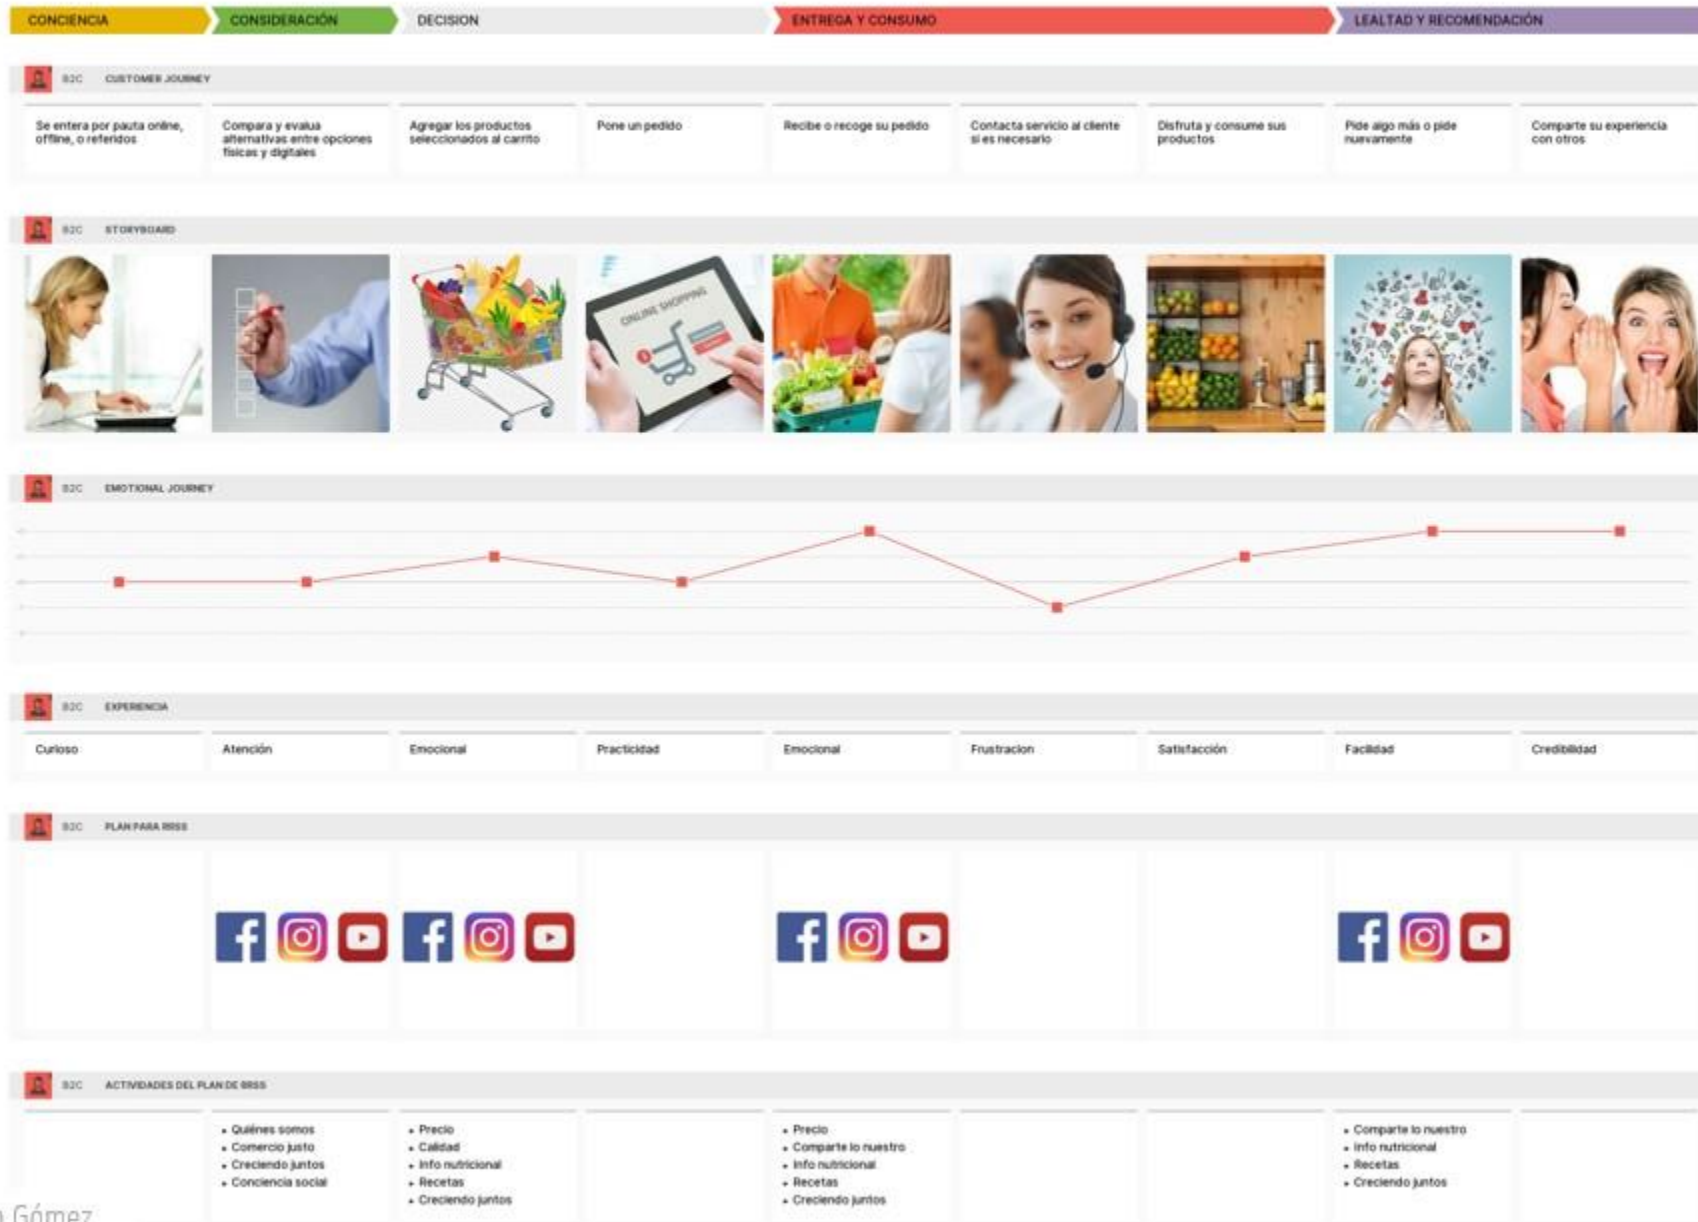 CONCIENCIA
CONSIDERACIÓN
DECISION
ENTREGA Y CONSUMO
LEALTAD Y RECOMENDACIÓN
B2C CUSTOMER JOURNEY
Se entera por pauta online,
offline, o referidos
Compara y evalua
alternativas entre opciones
físicas y digitales
Agregar los productos
seleccionados al carrito
Pone un pedido
Recibe o recoge su pedido
Contacta servicio al cliente
si es necesario
Disfruta y consume sus
productos
Pide algo más o pide
nuevamente
Comparte su experiencia
con otros
B2C STORYBOARD
ONLINE SHOPPING
B2C EMOTIONAL JOURNEY
B2C EXPERIENCIA
Curioso
Atención
Emocional
Practicidad
Emocional
Frustracion
Satisfacción
Facilidad
Credibilidad
B2C PLAN PARA RRSS
B2C ACTIVIDADES DEL PLAN DE RRSS
• Quiénes somos
• Comercio justo
• Creciendo juntos
• Conciencia social
• Precio
• Calidad
• Info nutricional
• Recetas
• Creciendo juntos
• Precio
• Comparte lo nuestro
• Info nutricional
• Recetas
• Creciendo juntos
• Comparte lo nuestro
• Info nutricional
• Recetas
• Creciendo juntos
Gómez